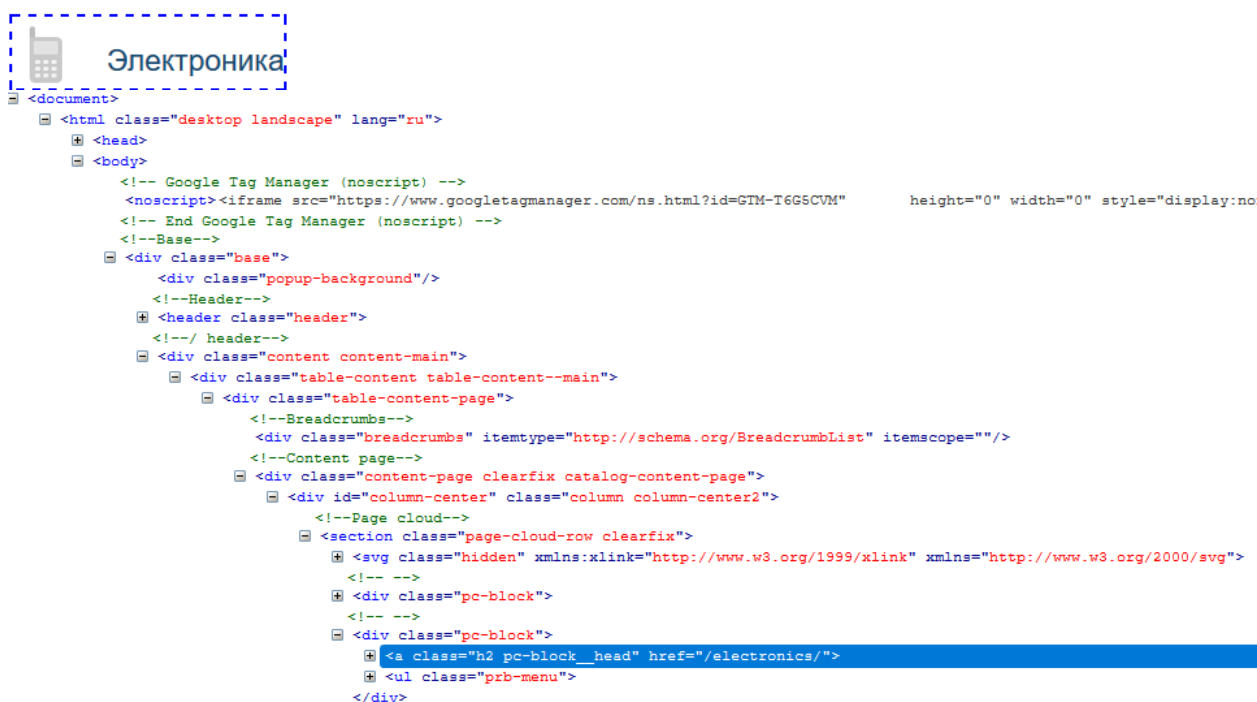 Электроника
<document>
<html class="desktop landscape" lang="ru">
<head>
<body>
<!-- Google Tag Manager (noscript) -->
<noscript><iframe src="https://www.googletagmanager.com/ns.html?id=GTM-T6G5CVM" height="0" width="0" style="display:no
<!-- End Google Tag Manager (noscript) -->
<!--Base-->
<div class="base">
<div class="popup-background"/>
<!--Header-->
<header class="header">
<!--/ header-->
<div class="content content-main">
<div class="table-content table-content--main">
<div class="table-content-page">
<!--Breadcrumbs-->
<div class="breadcrumbs" itemtype="http://schema.org/BreadcrumbList" itemscope=""/>
<!--Content page-->
<div class="content-page clearfix catalog-content-page">
<div id="column-center" class="column column-center2">
<!--Page cloud-->
<section class="page-cloud-row clearfix">
<svg class="hidden" xmlns:xlink="http://www.w3.org/1999/xlink" xmlns="http://www.w3.org/2000/svg">
<!-- -->
<div class="pc-block">
<!-- -->
<div class="pc-block">
<a class="h2 pc-block__head" href="/electronics/">
<ul class="prb-menu">
</div>